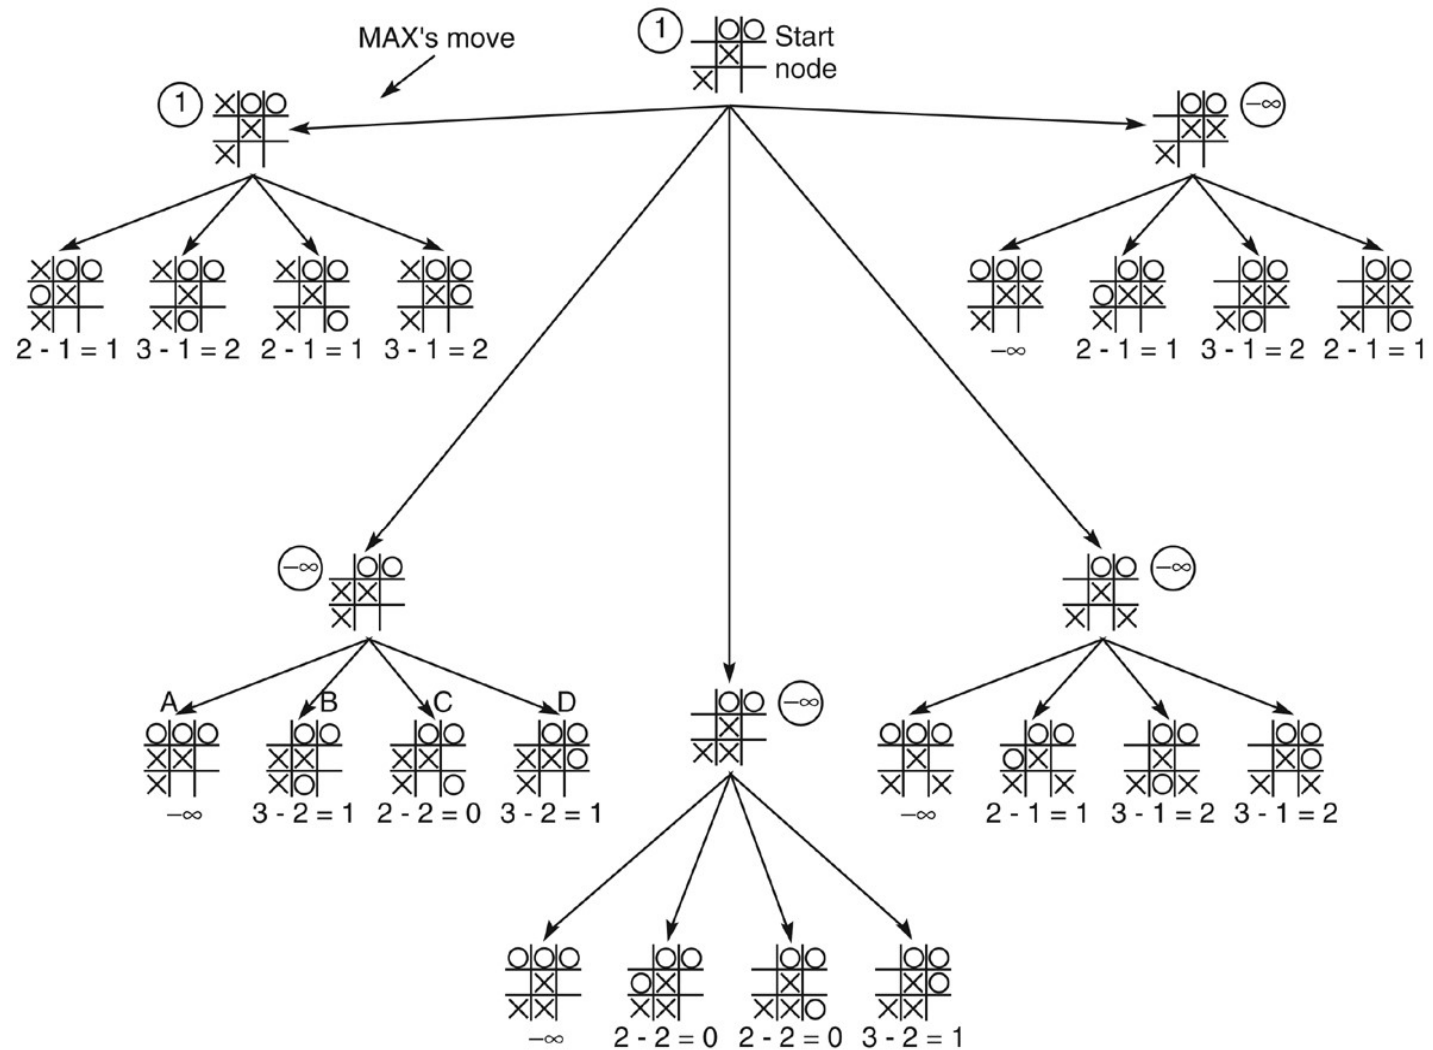 MAX's move
1
Start
node
1
−∞
2 - 1 = 1
3 - 1 = 2
2 - 1 = 1
3 - 1 = 2
−∞
2 - 1 = 1
3 - 1 = 2
2 - 1 = 1
−∞
−∞
A
B
C
D
−∞
−∞
3 - 2 = 1
2 - 2 = 0
3 - 2 = 1
−∞
2 - 1 = 1
3 - 1 = 2
3 - 1 = 2
−∞
2 - 2 = 0
2 - 2 = 0
3 - 2 = 1